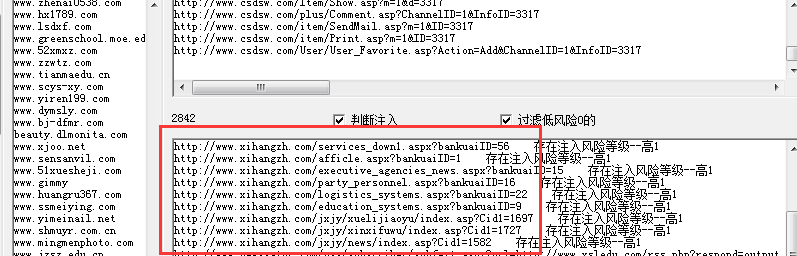 www.zhenai0538.com
www.hx1789.com
www.lsdxf.com
www.greenschool.moe.ed
www.52xmxz.com
www.zzwtz.com
www.tianmaedu.cn
www.scys-xy.com
www.yiren199.com
www.dymsly.com
www.bj-dfmr.com
beauty.dlmonita.com
www.xjoo.net
www.sensanvil.com
www.51xuesheji.com
www.gimmy
www.huangru367.com
www.ssmeiying.com
www.yimeinail.net
www.shmuyr.com.cn
www.mingmenphoto.com
http://www.csdsw.com/Item/Show.asp?m=1&d=3317
http://www.csdsw.com/plus/Comment.asp?ChannelID=1&InfoID=3317
http://www.csdsw.com/item/SendMail.asp?m=1&ID=3317
http://www.csdsw.com/item/Print.asp?m=1&ID=3317
http://www.csdsw.com/User/User_Favorite.asp?Action=Add&ChannelID=1&InfoID=3317
2842 判断注入 过滤低风险0的
http://www.xihangzh.com/services_down1.aspx?bankuaiID=56 存在注入风险等级--高1
http://www.xihangzh.com/afficle.aspx?bankuaiID=1 存在注入风险等级--高1
http://www.xihangzh.com/executive_agencies_news.aspx?bankuaiID=15 存在注入风险等级--高1
http://www.xihangzh.com/party_personnel.aspx?bankuaiID=16 存在注入风险等级--高1
http://www.xihangzh.com/logistics_systems.aspx?bankuaiID=22 存在注入风险等级--高1
http://www.xihangzh.com/education_systems.aspx?bankuaiID=9 存在注入风险等级--高1
http://www.xihangzh.com/jxjy/xuelijiaoyu/index.asp?Cid1=1697 存在注入风险等级--高1
http://www.xihangzh.com/jxjy/xinxifuwu/index.asp?Cid1=1727 存在注入风险等级--高1
http://www.xihangzh.com/jxjy/news/index.asp?Cid1=1582 存在注入风险等级--高1